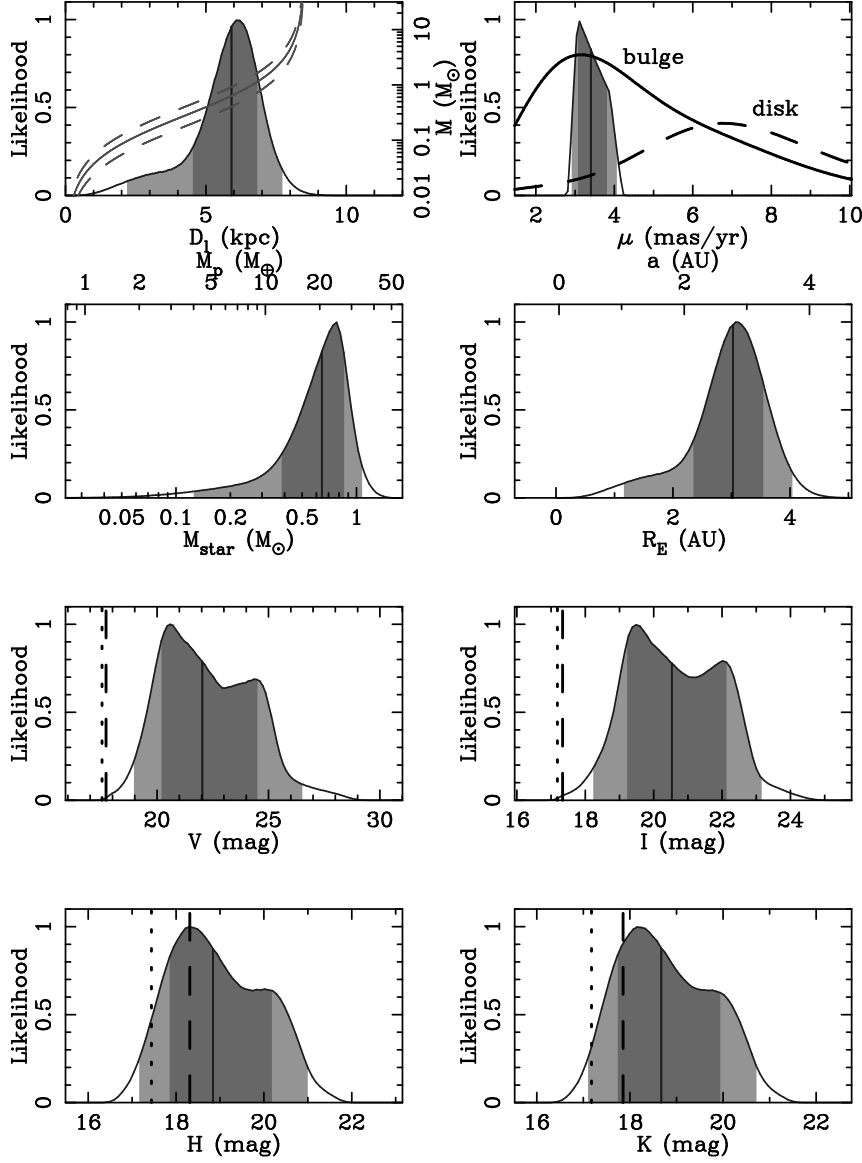 Likelihood
0 0.5 1
0 5 10
D_l (kpc)
0.01 0.1 1 10
M (M_⊙)
Likelihood
0 0.5 1
bulge
disk
2 4 6 8 10
μ (mas/yr)
M_p (M_⊕)
1 2 5 10 20 50
Likelihood
0 0.5 1
0.05 0.1 0.2 0.5 1
M_star (M_⊙)
a (AU)
0 2 4
Likelihood
0 0.5 1
0 2 4
R_E (AU)
Likelihood
0 0.5 1
20 25 30
V (mag)
Likelihood
0 0.5 1
16 18 20 22 24
I (mag)
Likelihood
0 0.5 1
16 18 20 22
H (mag)
Likelihood
0 0.5 1
16 18 20 22
K (mag)